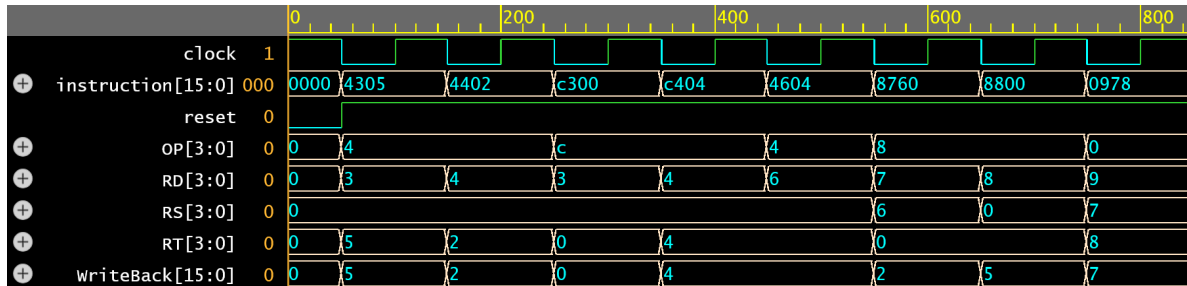 0 200 400 600 800
clock 1
instruction[15:0] 000 0000 4305 4402 c300 c404 4604 8760 8800 0978
reset 0
OP[3:0] 0 0 4 c 4 8 0
RD[3:0] 0 0 3 4 3 4 6 7 8 9
RS[3:0] 0 0 6 0 7
RT[3:0] 0 0 5 2 0 4 0 8
WriteBack[15:0] 0 0 5 2 0 4 2 5 7